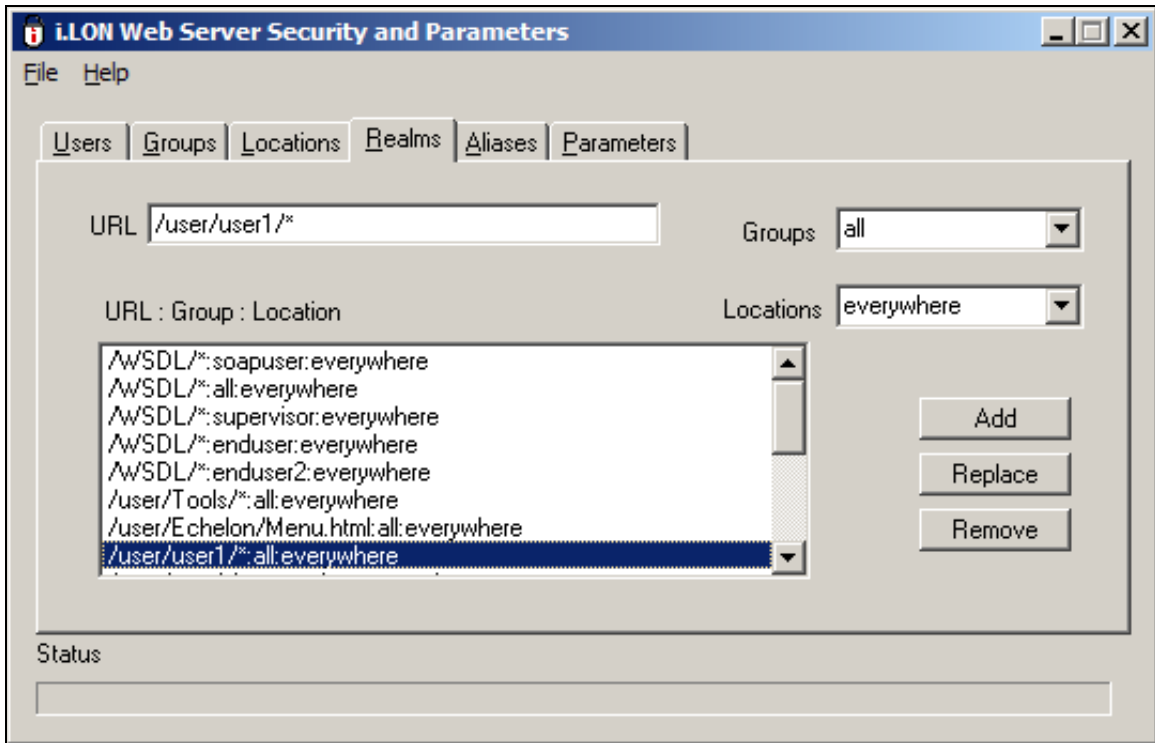 i.LON Web Server Security and Parameters
File Help
Users Groups Locations Realms Aliases Parameters
URL /user/user1/* Groups all
URL : Group : Location Locations everywhere
/WSDL/*:soapuser:everywhere
/WSDL/*:all:everywhere
/WSDL/*:supervisor:everywhere
/WSDL/*:enduser:everywhere
/WSDL/*:enduser2:everywhere
/user/Tools/*:all:everywhere
/user/Echelon/Menu.html:all:everywhere
/user/user1/*:all:everywhere
Add
Replace
Remove
Status